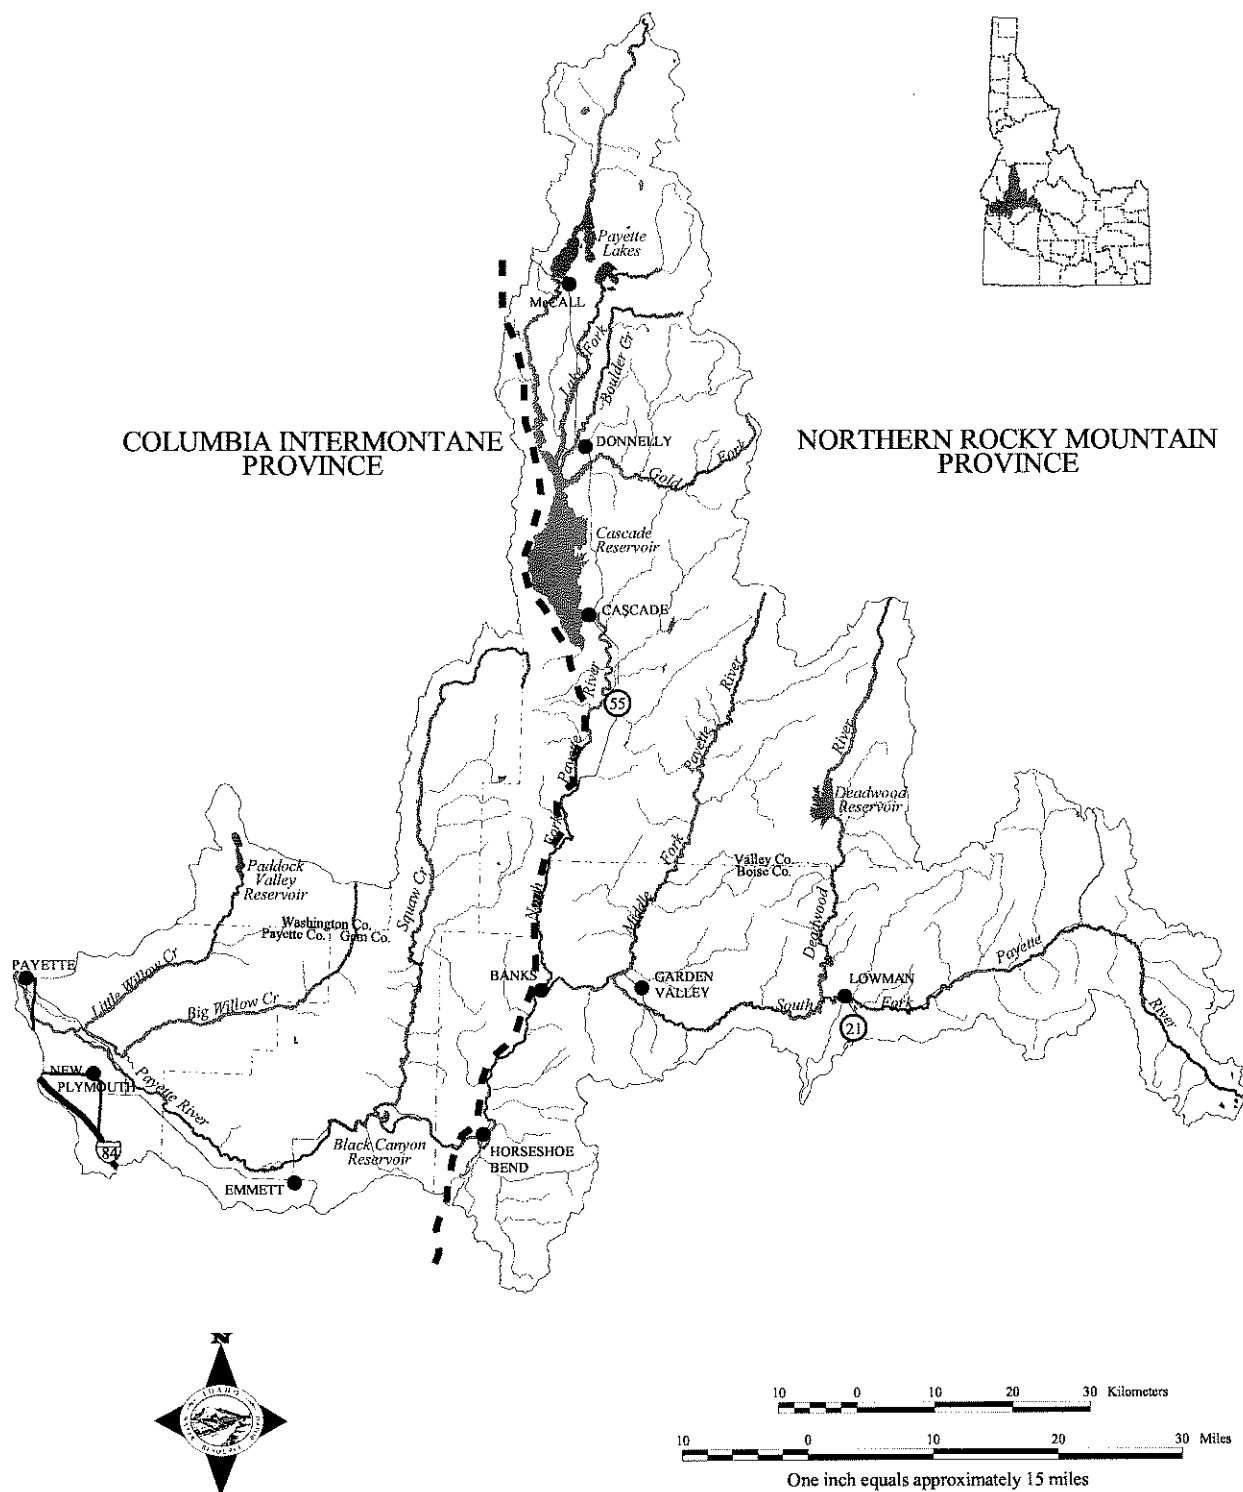 Payette
Lakes
McCALL
Lake Fork
Boulder Cr
COLUMBIA INTERMONTANE
PROVINCE
NORTHERN ROCKY MOUNTAIN
PROVINCE
DONNELLY
Gold Fork
Cascade
Reservoir
CASCADE
55
North Fork Payette River
Middle Fork Payette River
Deadwood River
Deadwood
Reservoir
Valley Co.
Boise Co.
Squaw Cr
Paddock
Valley
Reservoir
Washington Co.
Payette Co. Gem Co.
PAYETTE
Little Willow Cr
Big Willow Cr
BANKS
GARDEN
VALLEY
LOWMAN
South Fork Payette River
21
NEW
PLYMOUTH
Payette River
84
Black Canyon
Reservoir
HORSESHOE
BEND
EMMETT
N
IDAHO
10 0 10 20 30 Kilometers
10 0 10 20 30 Miles
One inch equals approximately 15 miles